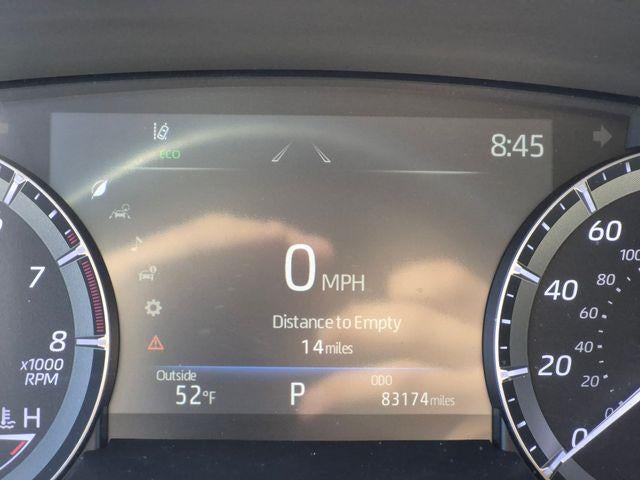 8:45
ECO
0 MPH
Distance to Empty
14 miles
Outside
52°F
P
ODO
83174 miles
7
8
x1000
RPM
H
60
40
20
0
100
80
60
40
20
0